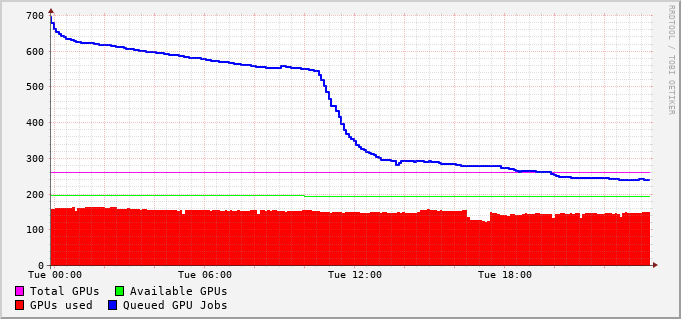 700
600
500
400
300
200
100
0
Tue 00:00 Tue 06:00 Tue 12:00 Tue 18:00
Total GPUs Available GPUs
GPUs used Queued GPU Jobs
RRDTOOL / TOBI OETIKER